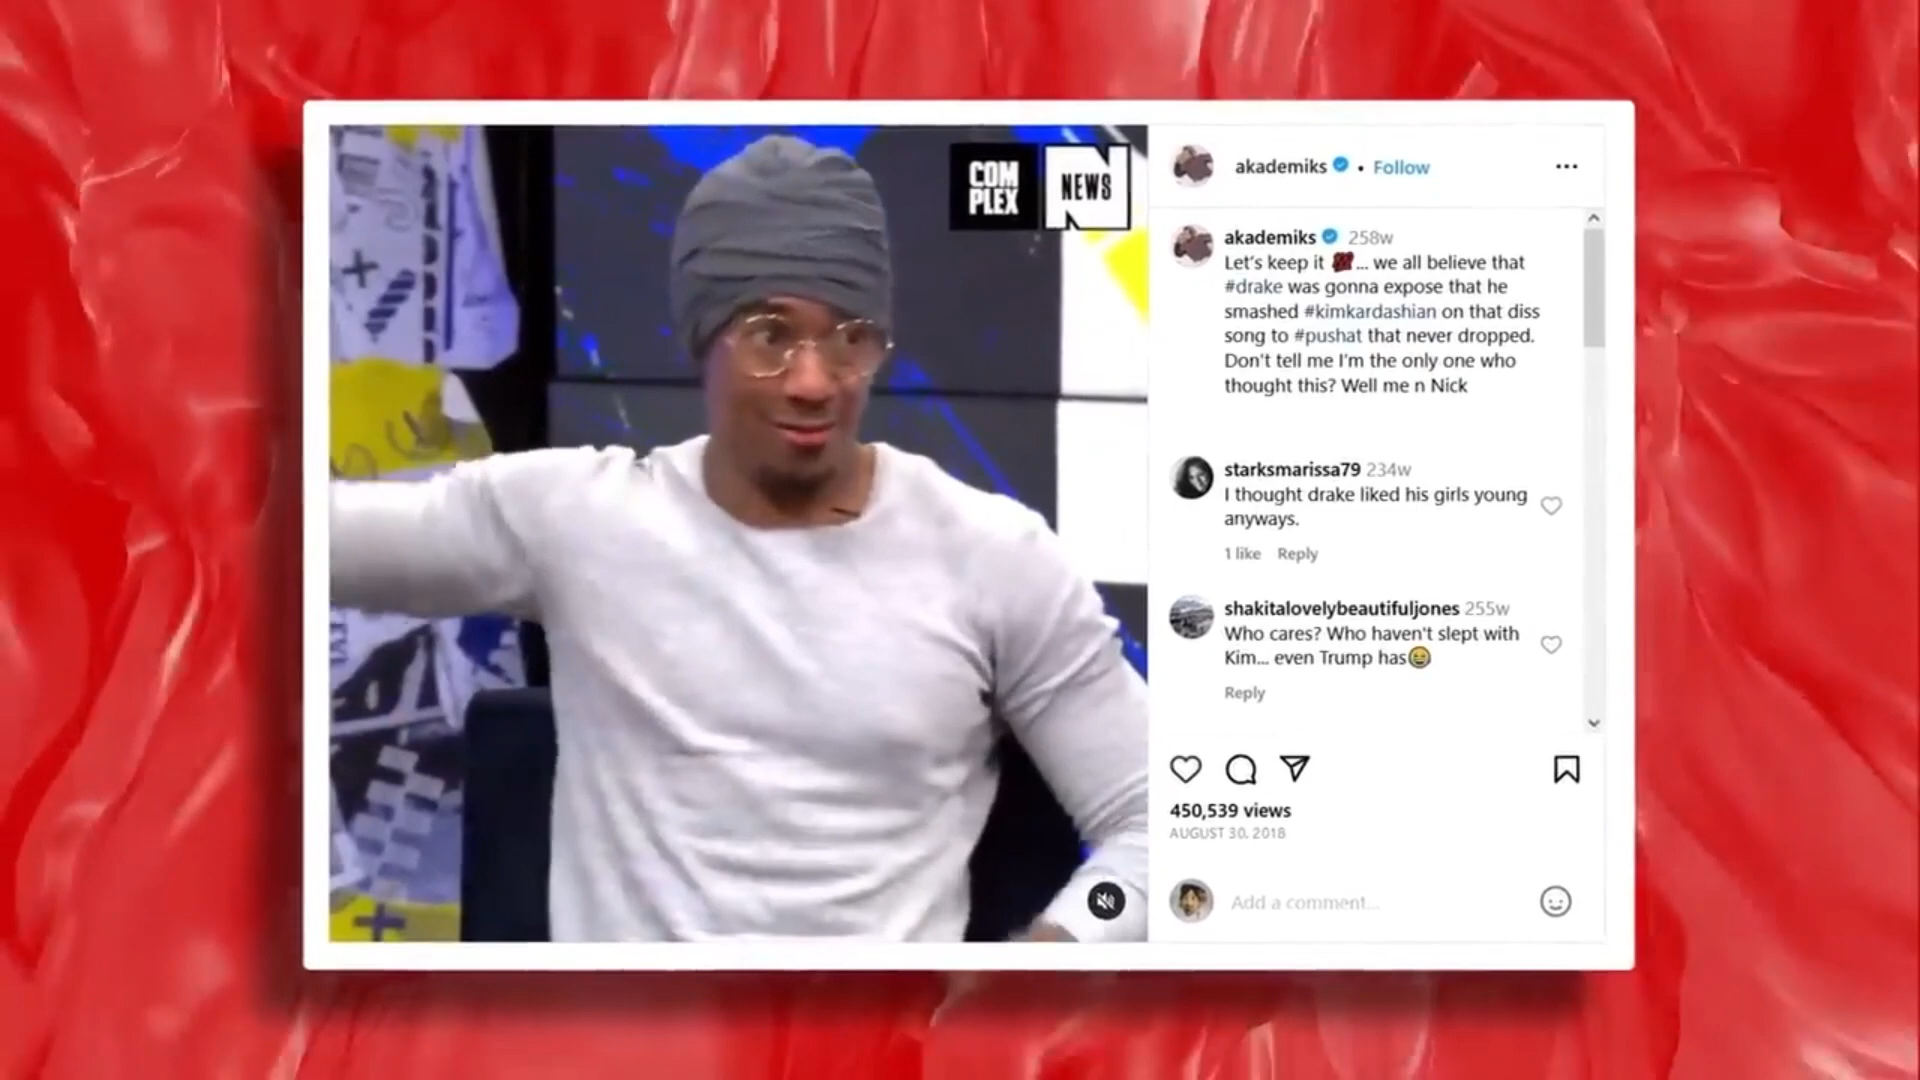 COM
PLEX
NEWS
akademiks • Follow
akademiks 258w
Let's keep it 💯... we all believe that
#drake was gonna expose that he
smashed #kimkardashian on that diss
song to #pushat that never dropped.
Don't tell me I'm the only one who
thought this? Well me n Nick
starksmarissa79 234w
I thought drake liked his girls young
anyways.
1 like Reply
shakitalovelybeautifuljones 255w
Who cares? Who haven't slept with
Kim... even Trump has😂
Reply
450,539 views
AUGUST 30, 2018
Add a comment...